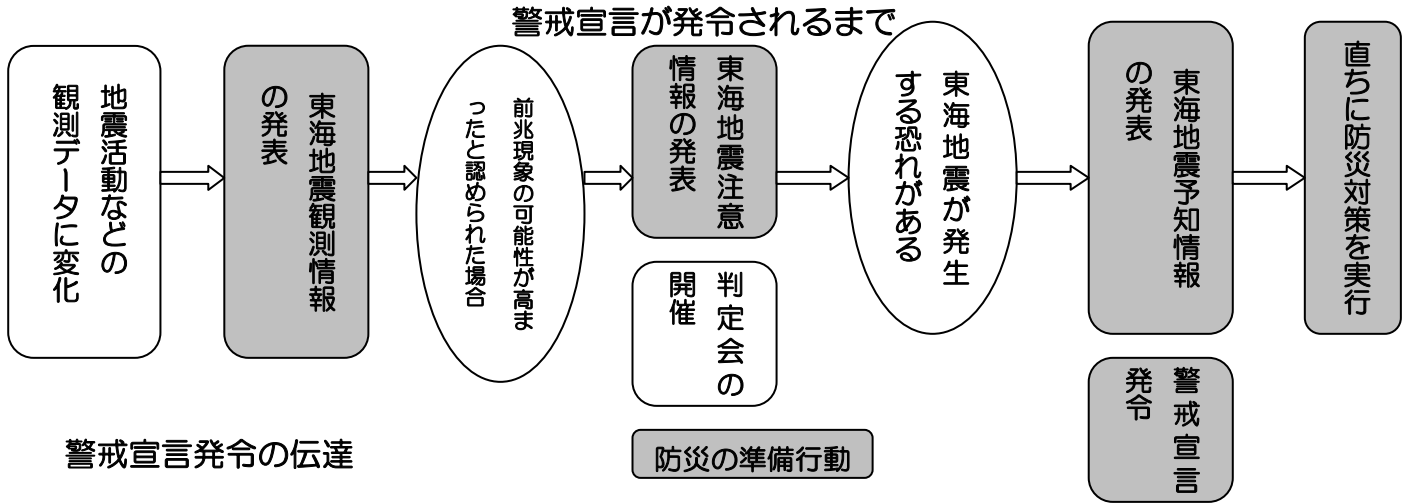 警戒宣言が発令されるまで
地震活動などの
観測データに変化
東海地震観測情報
の発表
前兆現象の可能性が高ま
ったと認められた場合
東海地震注意
情報の発表
判定会の
開催
防災の準備行動
東海地震が発生
する恐れがある
東海地震予知情報
の発表
警戒宣言
発令
直ちに防災対策を実行
警戒宣言発令の伝達